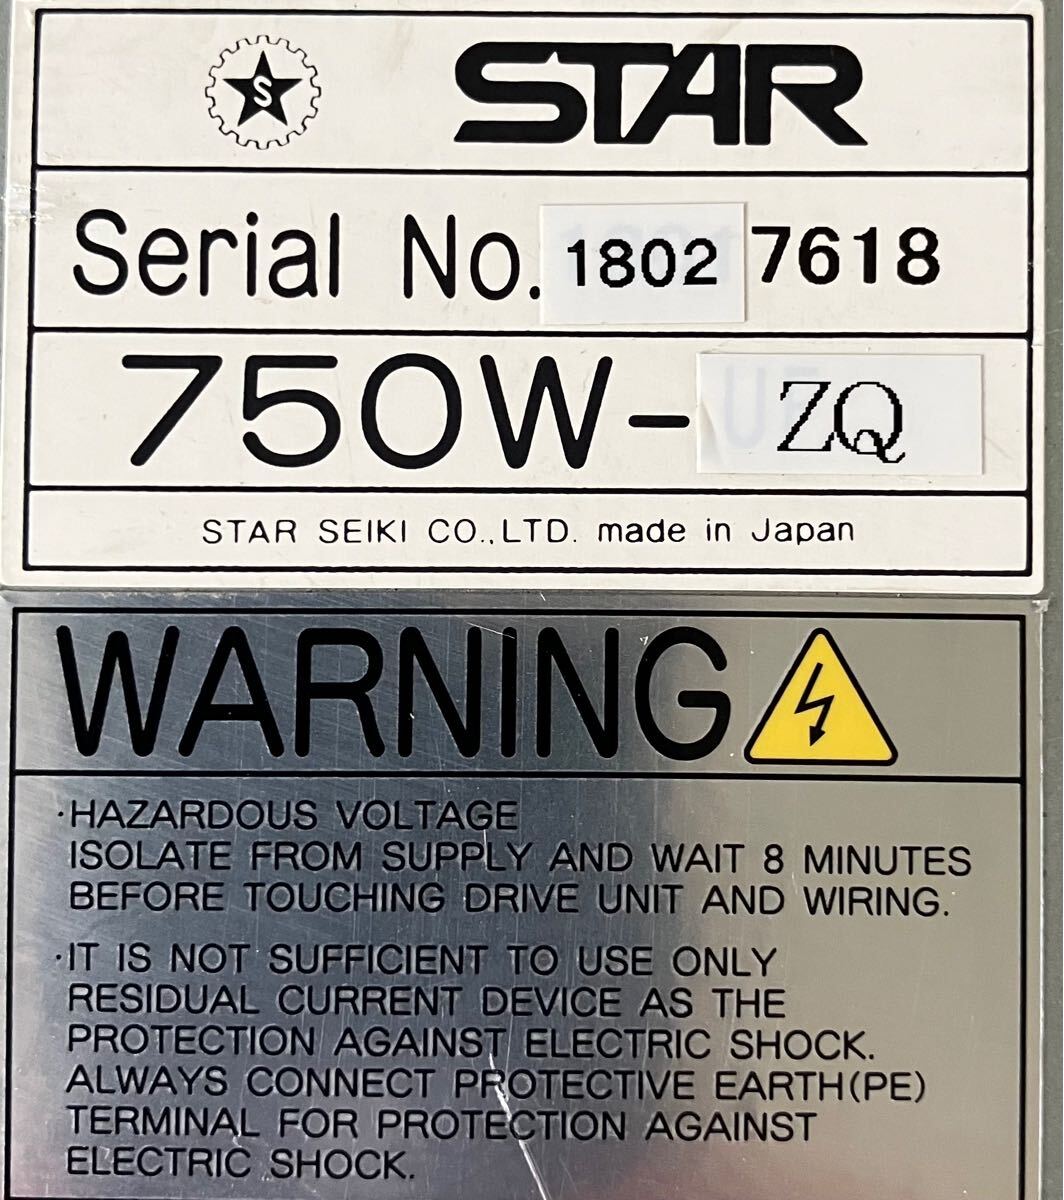 S STAR
Serial No. 1802 7618
750W-ZQ
STAR SEIKI CO.,LTD. made in Japan
WARNING
·HAZARDOUS VOLTAGE
ISOLATE FROM SUPPLY AND WAIT 8 MINUTES
BEFORE TOUCHING DRIVE UNIT AND WIRING.
·IT IS NOT SUFFICIENT TO USE ONLY
RESIDUAL CURRENT DEVICE AS THE
PROTECTION AGAINST ELECTRIC SHOCK.
ALWAYS CONNECT PROTECTIVE EARTH(PE)
TERMINAL FOR PROTECTION AGAINST
ELECTRIC SHOCK.